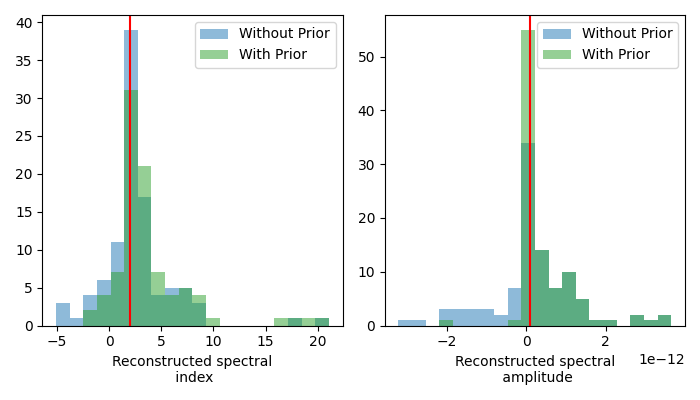 40
35
30
25
20
15
10
5
0
−5
0
5
10
15
20
Reconstructed spectral
index
Without Prior
With Prior
50
40
30
20
10
0
−2
0
2
1e−12
Reconstructed spectral
amplitude
Without Prior
With Prior